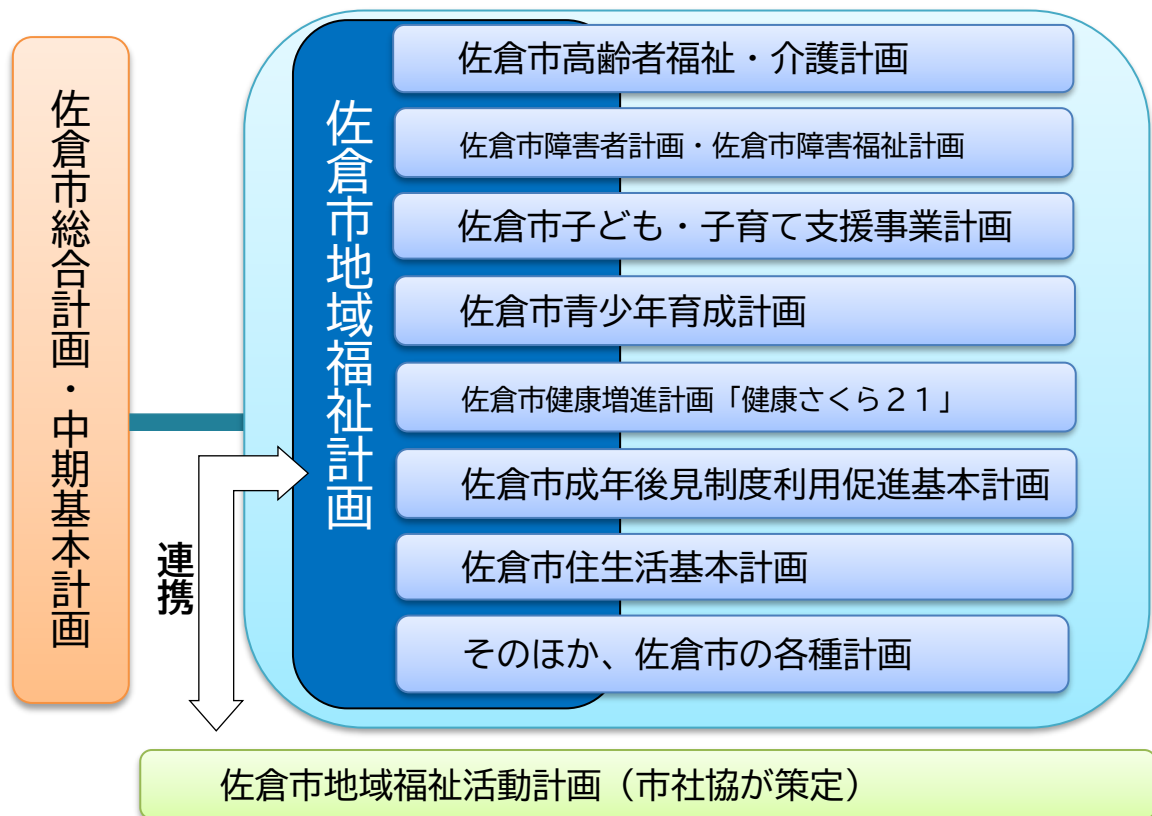 佐倉市総合計画・中期基本計画
佐倉市地域福祉計画
佐倉市高齢者福祉・介護計画
佐倉市障害者計画・佐倉市障害福祉計画
佐倉市子ども・子育て支援事業計画
佐倉市青少年育成計画
佐倉市健康増進計画「健康さくら２１」
佐倉市成年後見制度利用促進基本計画
佐倉市住生活基本計画
そのほか、佐倉市の各種計画
連携
佐倉市地域福祉活動計画（市社協が策定）